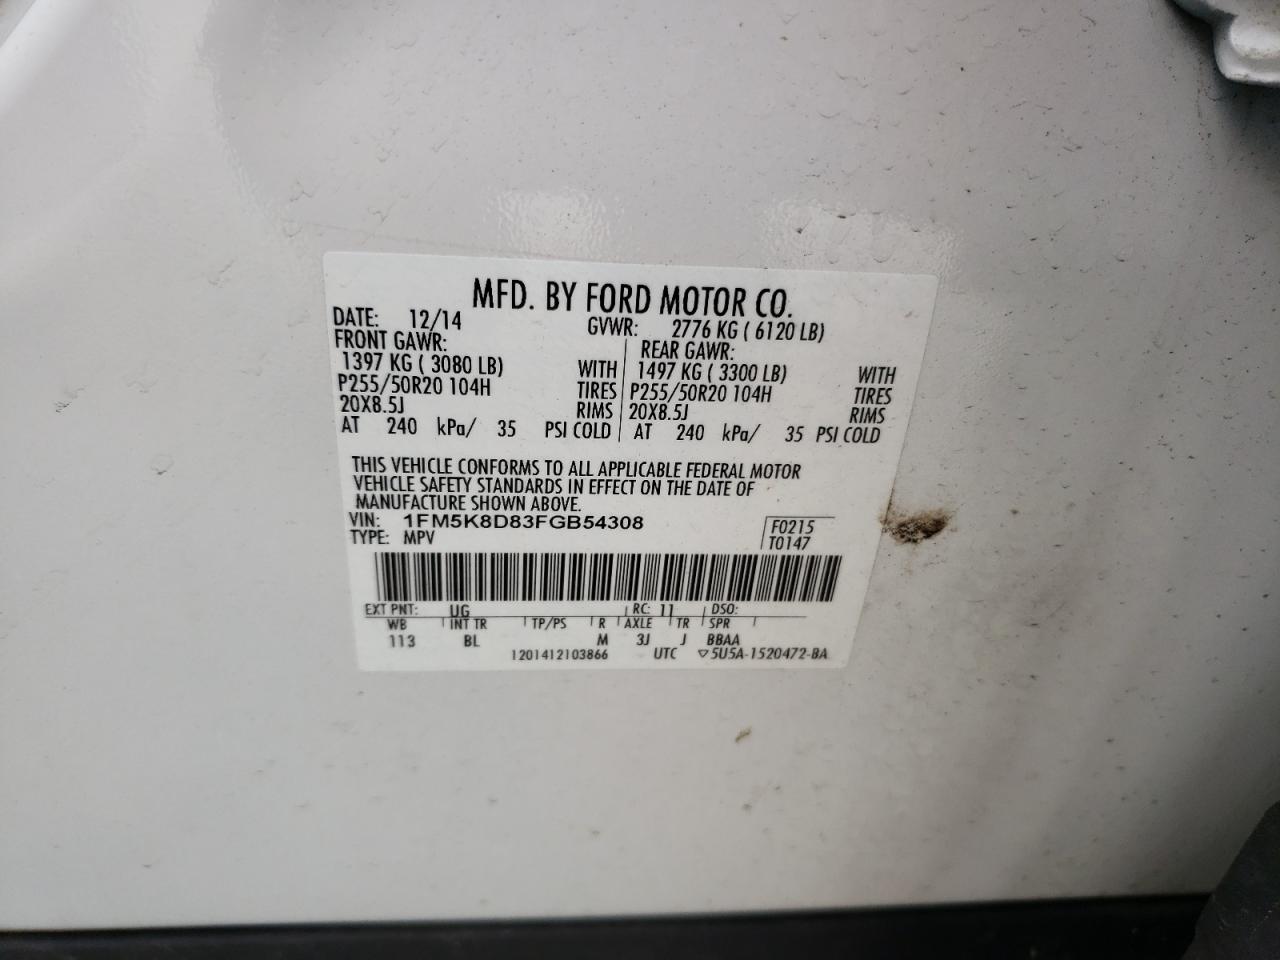 MFD. BY FORD MOTOR CO.
DATE: 12/14 GVWR: 2776 KG ( 6120 LB)
FRONT GAWR: REAR GAWR:
1397 KG ( 3080 LB) WITH 1497 KG ( 3300 LB) WITH
P255/50R20 104H TIRES P255/50R20 104H TIRES
20X8.5J RIMS 20X8.5J RIMS
AT 240 kPa/ 35 PSI COLD AT 240 kPa/ 35 PSI COLD
THIS VEHICLE CONFORMS TO ALL APPLICABLE FEDERAL MOTOR
VEHICLE SAFETY STANDARDS IN EFFECT ON THE DATE OF
MANUFACTURE SHOWN ABOVE.
VIN: 1FM5K8D83FGB54308 F0215
TYPE: MPV T0147
EXT PNT: UG RC: 11 DSO:
WB INT TR TP/PS R AXLE TR SPR
113 BL M 3J J BBAA
1201412103866 UTC ▽5U5A-1520472-BA